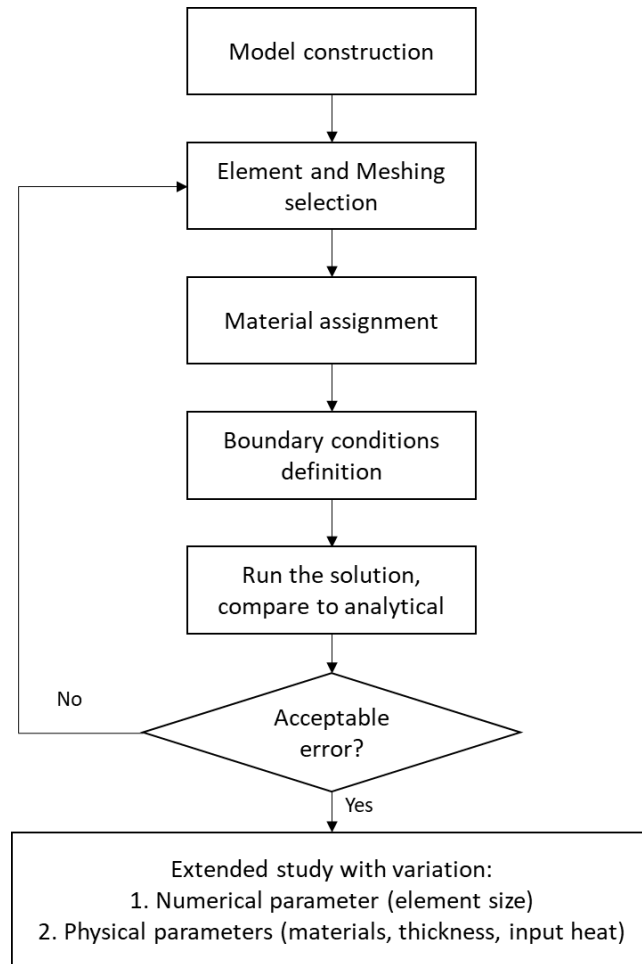 Model construction
Element and Meshing
selection
Material assignment
Boundary conditions
definition
Run the solution,
compare to analytical
No
Acceptable
error?
Yes
Extended study with variation:
1. Numerical parameter (element size)
2. Physical parameters (materials, thickness, input heat)